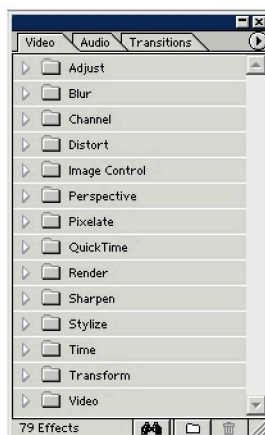 Video Audio Transitions
Adjust
Blur
Channel
Distort
Image Control
Perspective
Pixelate
QuickTime
Render
Sharpen
Stylize
Time
Transform
Video
79 Effects